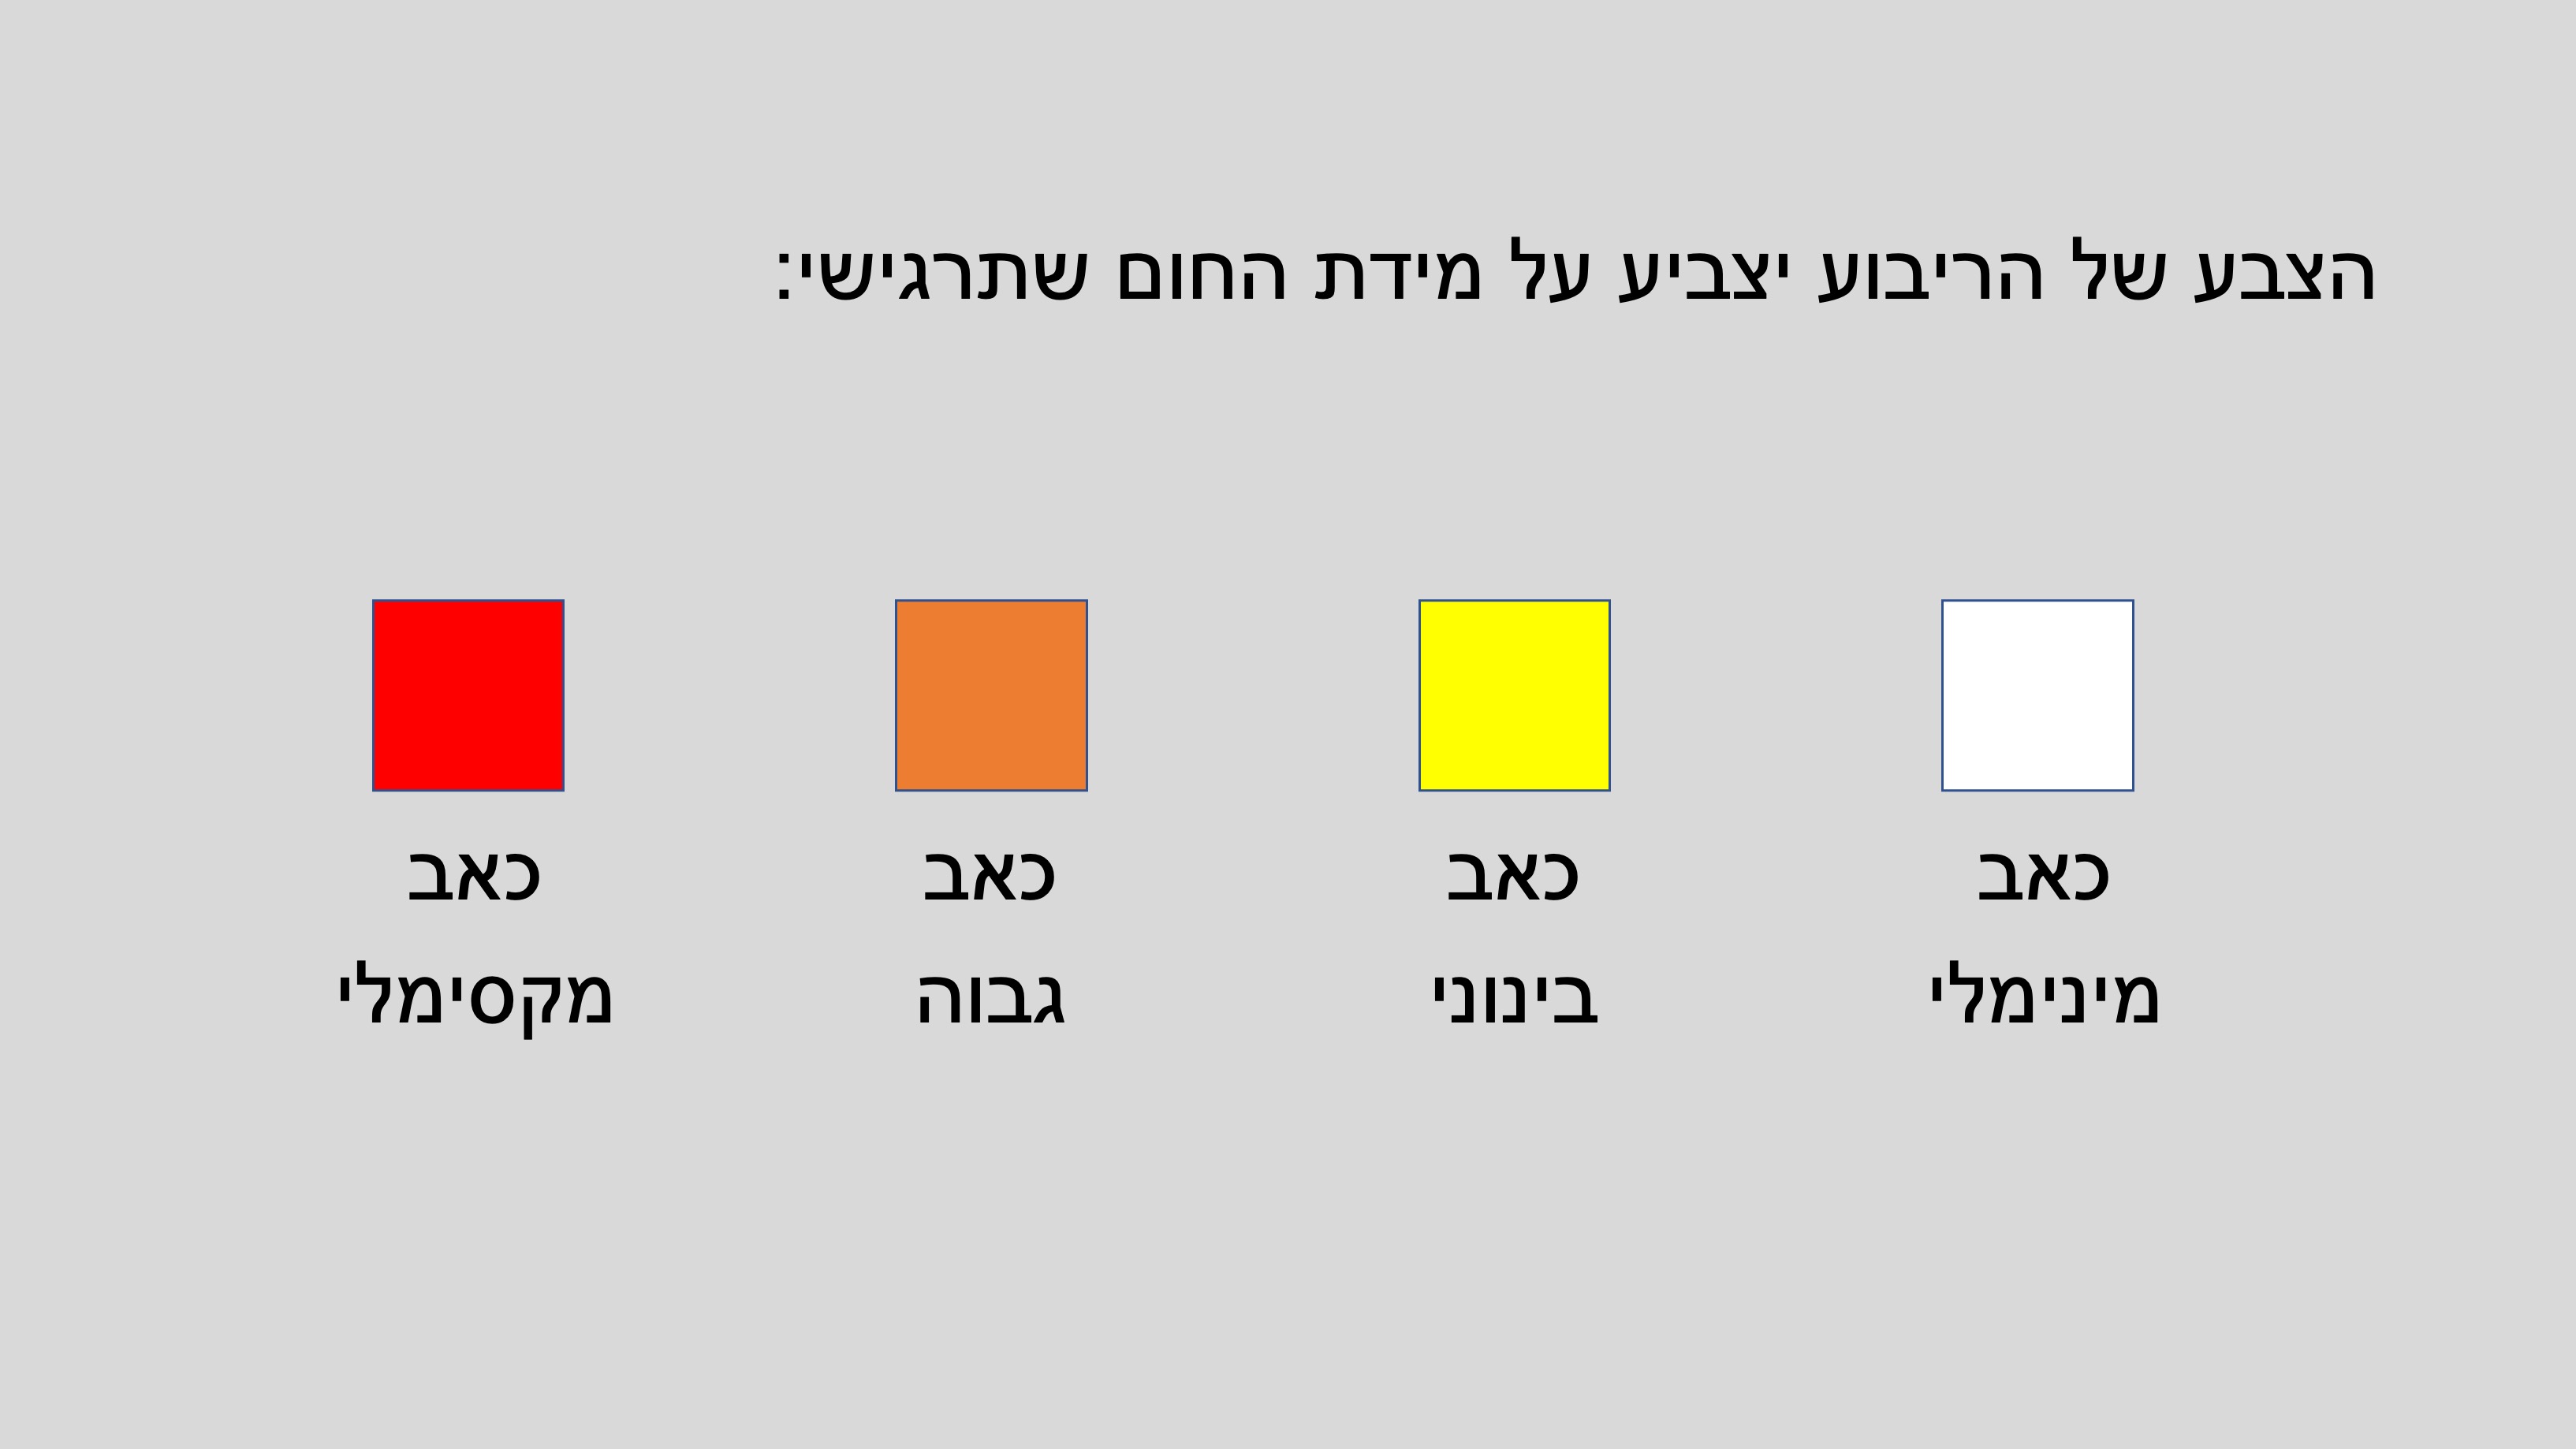 הצבע של הריבוע יצביע על מידת החום שתרגישי:
כאב כאב כאב כאב
מינימלי בינוני גבוה מקסימלי